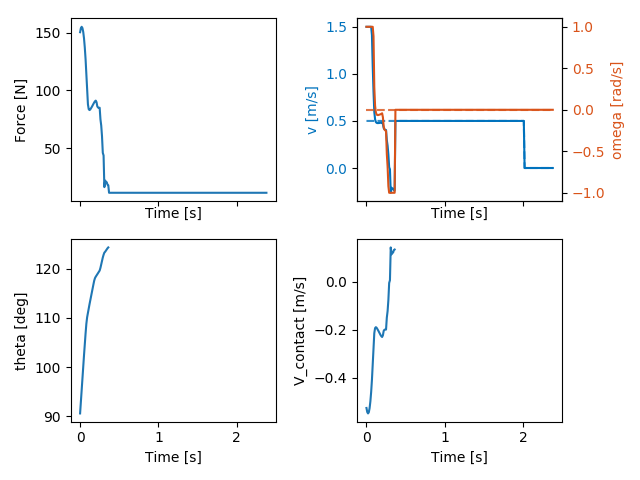 150
100
50
Force [N]
Time [s]
1.5
1.0
0.5
0.0
v [m/s]
1.0
0.5
0.0
−0.5
−1.0
omega [rad/s]
Time [s]
120
110
100
90
theta [deg]
0 1 2
Time [s]
0.0
−0.2
−0.4
V_contact [m/s]
0 1 2
Time [s]